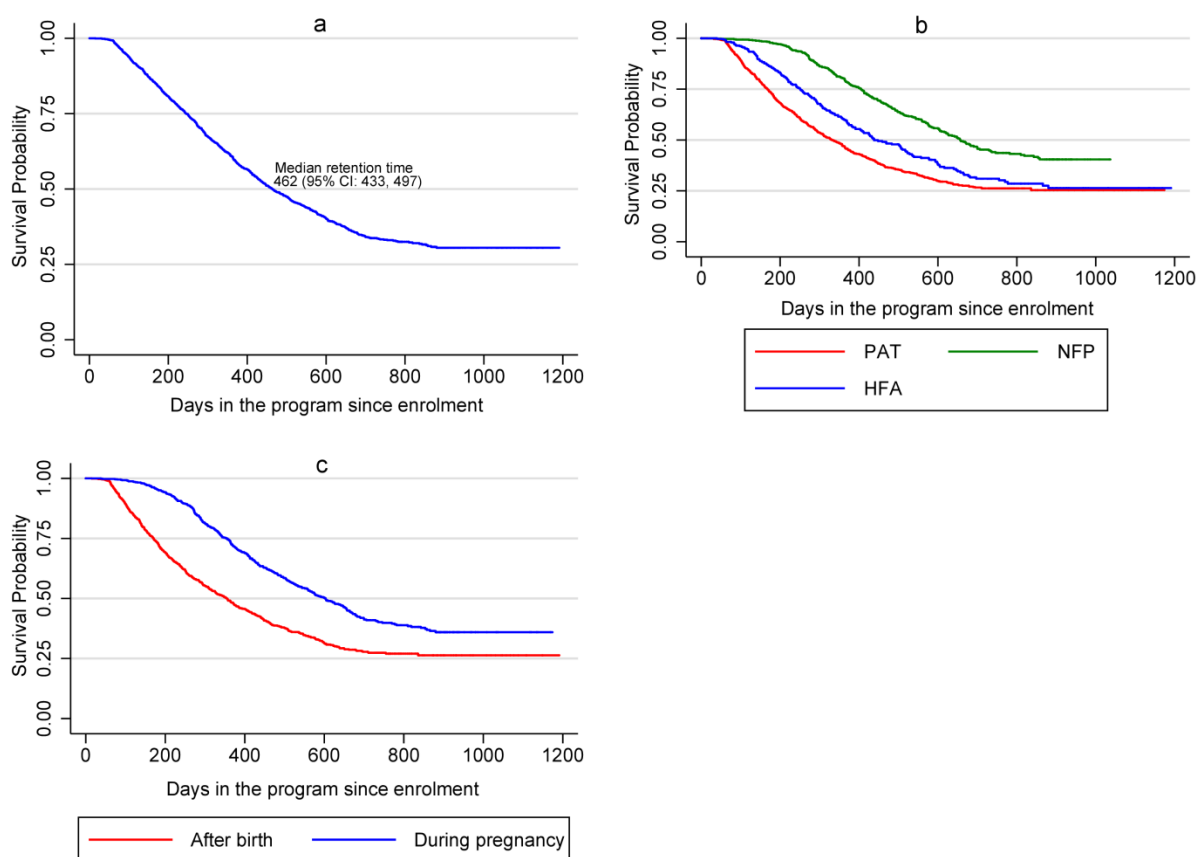 a
Survival Probability
1.00
0.75
0.50
0.25
0.00
Median retention time
462 (95% CI: 433, 497)
0 200 400 600 800 1000 1200
Days in the program since enrolment
b
Survival Probability
1.00
0.75
0.50
0.25
0.00
0 200 400 600 800 1000 1200
Days in the program since enrolment
PAT NFP
HFA
c
Survival Probability
1.00
0.75
0.50
0.25
0.00
0 200 400 600 800 1000 1200
Days in the program since enrolment
After birth During pregnancy